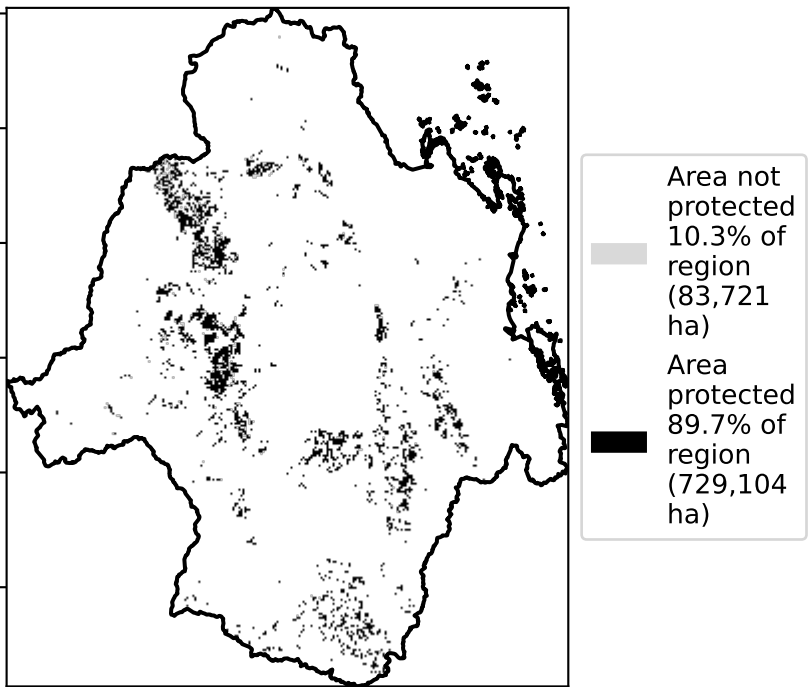 Area not
protected
10.3% of
region
(83,721
ha)
Area
protected
89.7% of
region
(729,104
ha)